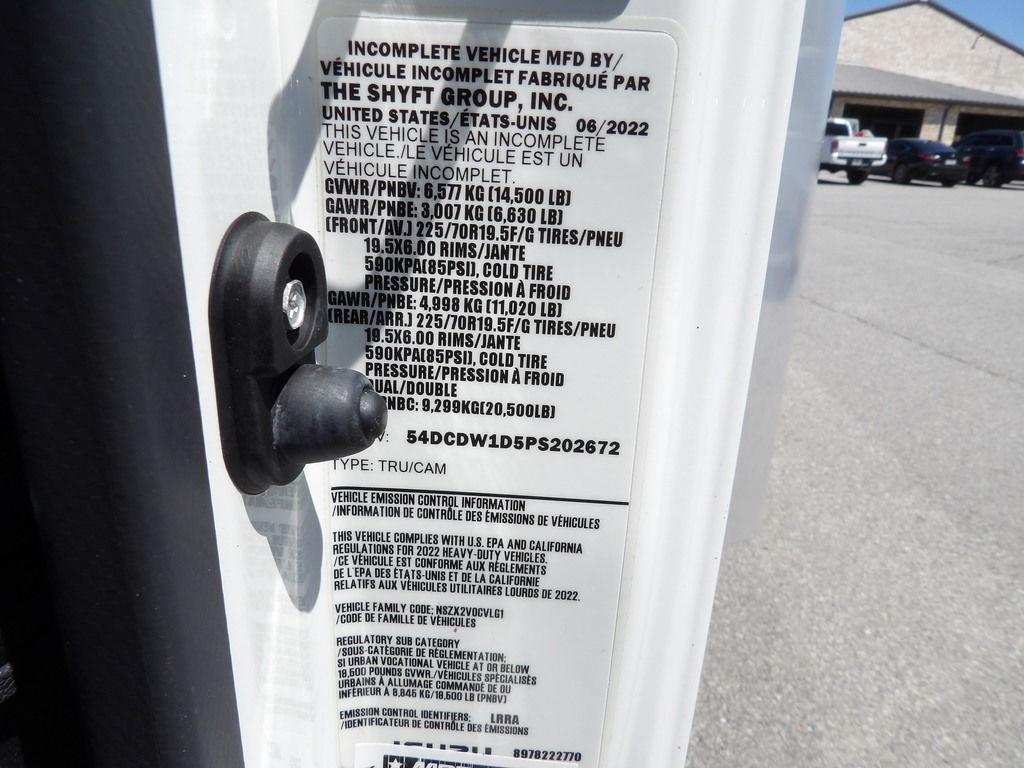 INCOMPLETE VEHICLE MFD BY/
VÉHICULE INCOMPLET FABRIQUÉ PAR
THE SHYFT GROUP, INC.
UNITED STATES/ÉTATS-UNIS 06/2022
THIS VEHICLE IS AN INCOMPLETE
VEHICLE./LE VÉHICULE EST UN
VÉHICULE INCOMPLET.
GVWR/PNBV: 6,577 KG (14,500 LB)
GAWR/PNBE: 3,007 KG (6,630 LB)
(FRONT/AV.) 225/70R19.5F/G TIRES/PNEU
19.5X6.00 RIMS/JANTE
590KPA(85PSI), COLD TIRE
PRESSURE/PRESSION À FROID
GAWR/PNBE: 4,998 KG (11,020 LB)
(REAR/ARR.) 225/70R19.5F/G TIRES/PNEU
19.5X6.00 RIMS/JANTE
590KPA(85PSI), COLD TIRE
PRESSURE/PRESSION À FROID
UAL/DOUBLE
NBC: 9,299KG(20,500LB)
V: 54DCDW1D5PS202672
TYPE: TRU/CAM
VEHICLE EMISSION CONTROL INFORMATION
/INFORMATION DE CONTRÔLE DES ÉMISSIONS DE VÉHICULES
THIS VEHICLE COMPLIES WITH U.S. EPA AND CALIFORNIA
REGULATIONS FOR 2022 HEAVY-DUTY VEHICLES.
/CE VÉHICULE EST CONFORME AUX RÈGLEMENTS
DE L'EPA DES ÉTATS-UNIS ET DE LA CALIFORNIE
RELATIFS AUX VÉHICULES UTILITAIRES LOURDS DE 2022.
VEHICLE FAMILY CODE: NSZX2VOCVLG1
/CODE DE FAMILLE DE VÉHICULES
REGULATORY SUB CATEGORY
/SOUS-CATÉGORIE DE RÉGLEMENTATION:
SI URBAN VOCATIONAL VEHICLE AT OR BELOW
19,500 POUNDS GVWR./VÉHICULES SPÉCIALISÉS
URBAINS À ALLUMAGE COMMANDÉ DE OU
INFÉRIEUR À 8,845 KG/19,500 LB (PNBV)
EMISSION CONTROL IDENTIFIERS: LRRA
/IDENTIFICATEUR DE CONTRÔLE DES ÉMISSIONS
ISUZU 8978222770